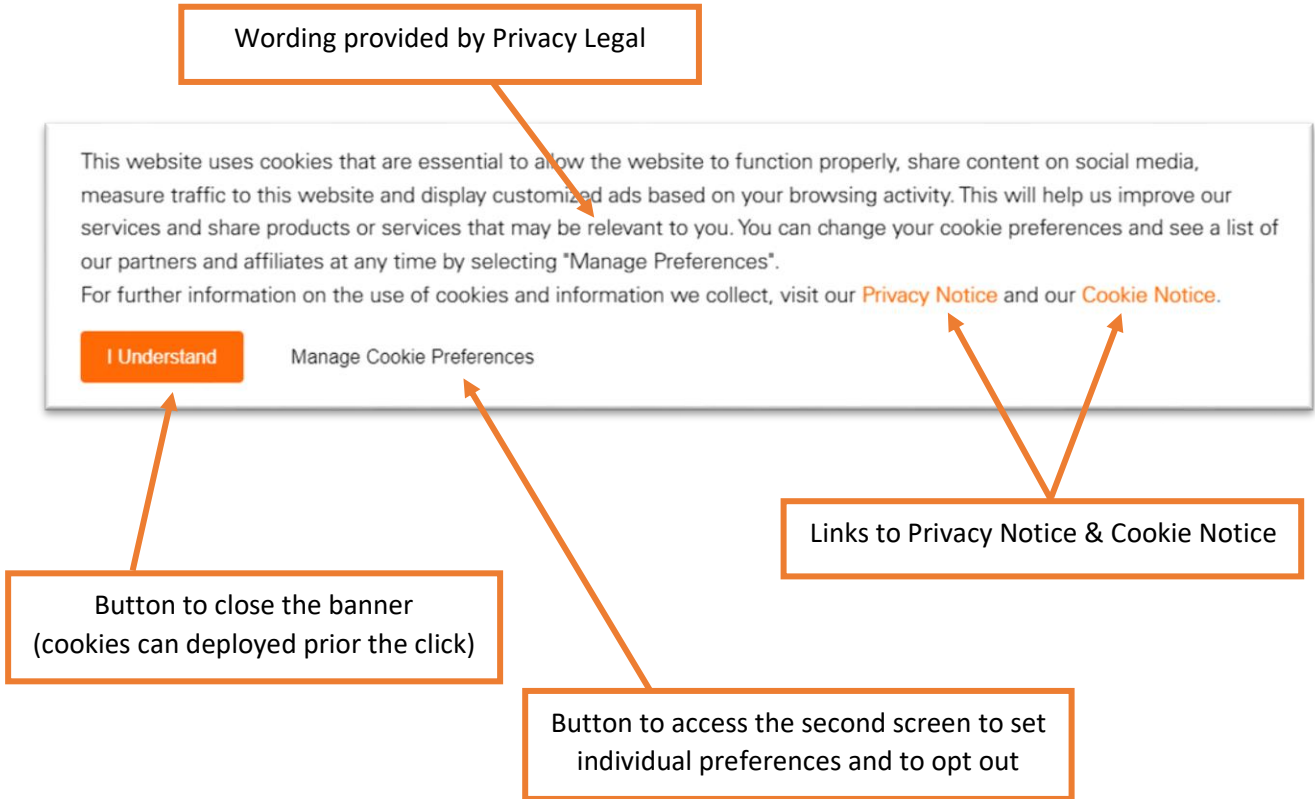 Wording provided by Privacy Legal
This website uses cookies that are essential to allow the website to function properly, share content on social media,
measure traffic to this website and display customized ads based on your browsing activity. This will help us improve our
services and share products or services that may be relevant to you. You can change your cookie preferences and see a list of
our partners and affiliates at any time by selecting "Manage Preferences".
For further information on the use of cookies and information we collect, visit our Privacy Notice and our Cookie Notice.
I Understand
Manage Cookie Preferences
Links to Privacy Notice & Cookie Notice
Button to close the banner
(cookies can deployed prior the click)
Button to access the second screen to set
individual preferences and to opt out